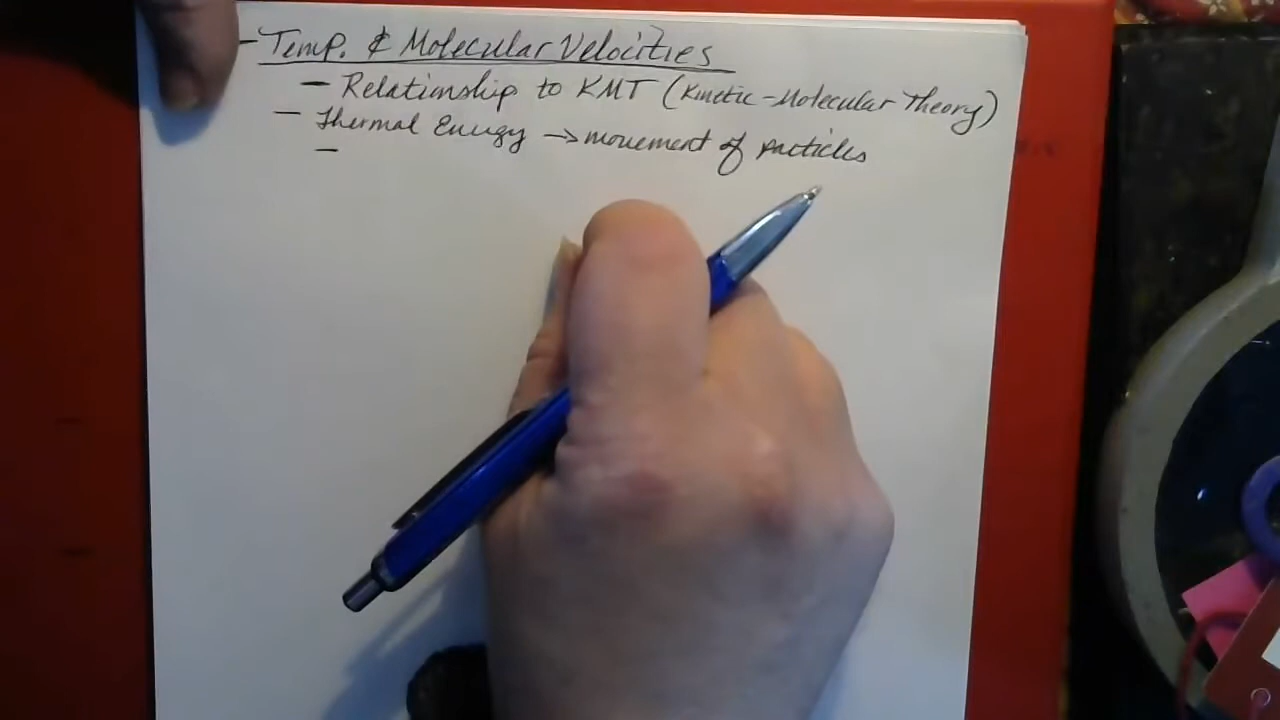 - Temp. & Molecular Velocities
- Relationship to KMT (Kinetic-Molecular Theory)
- Thermal Energy → movement of particles
-